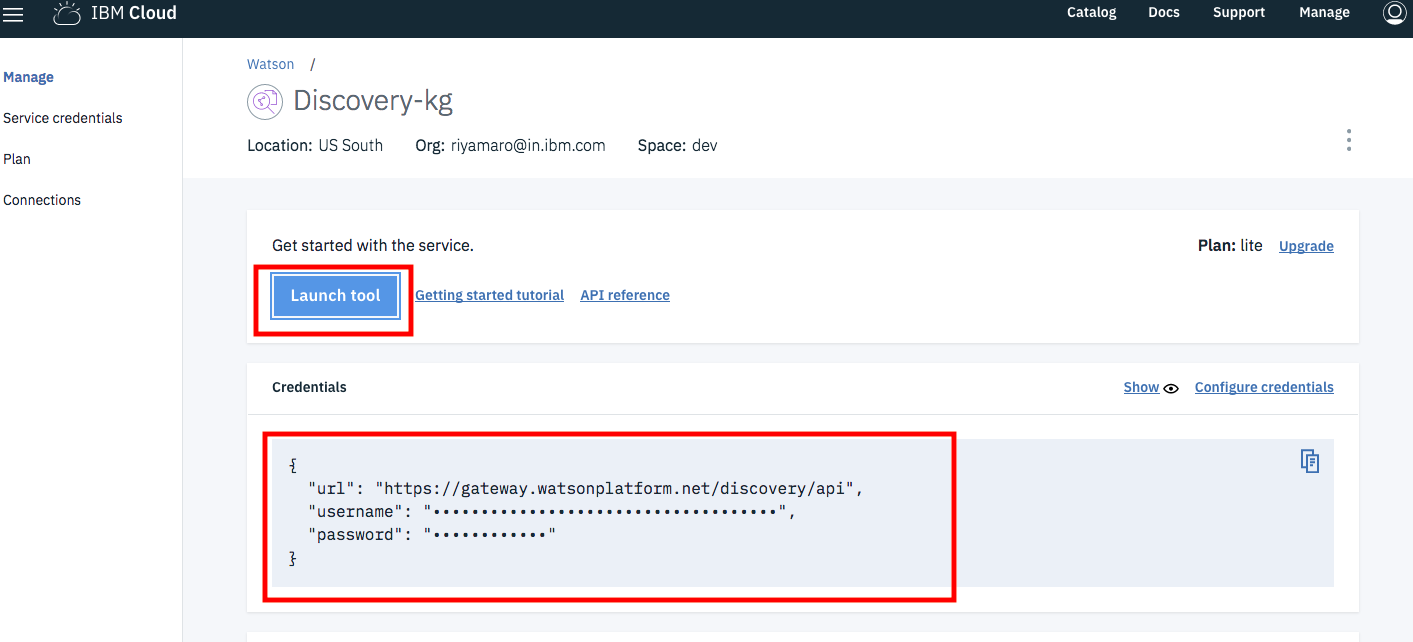 IBM Cloud
Catalog Docs Support Manage
Manage
Service credentials
Plan
Connections
Watson /
Discovery-kg
Location: US South Org: riyamaro@in.ibm.com Space: dev
Get started with the service.
Plan: lite Upgrade
Launch tool Getting started tutorial API reference
Credentials
Show Configure credentials
{
"url": "https://gateway.watsonplatform.net/discovery/api",
"username": "••••••••••••••••••••••••••••••••••••",
"password": "••••••••••••"
}